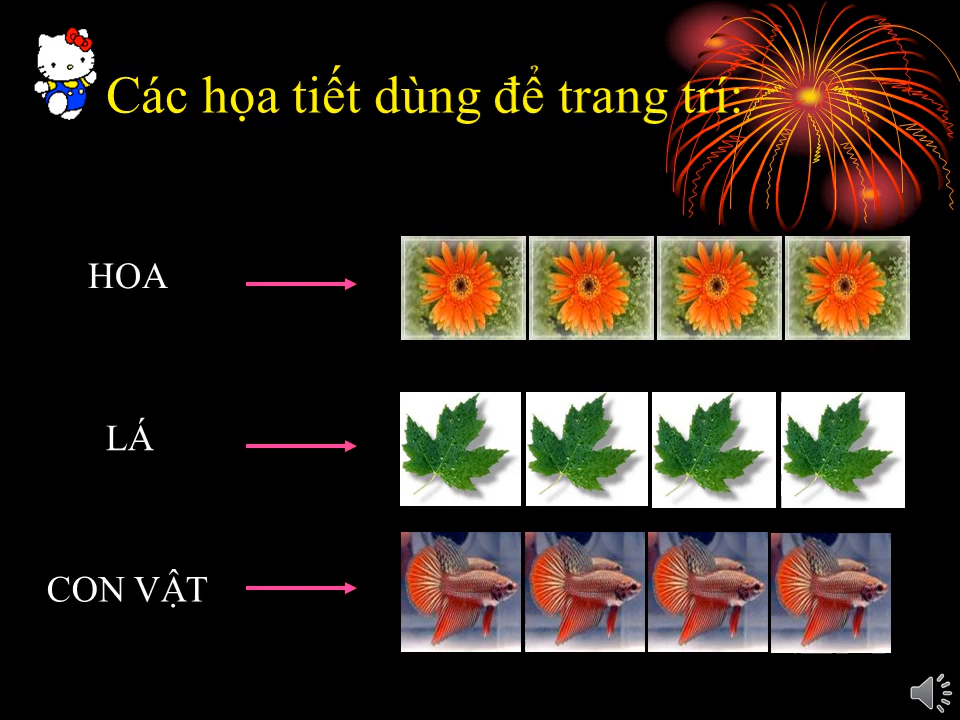 Các họa tiết dùng để trang trí:
HOA
LÁ
CON VẬT